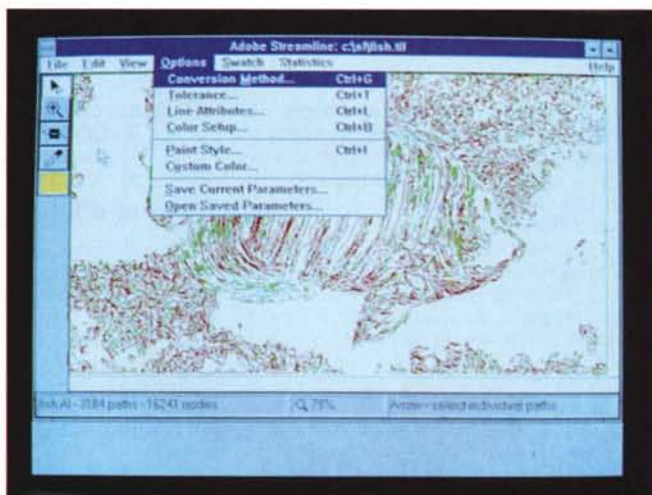 Adobe Streamline: c:\sf\fish.tif
File Edit View Options Swatch Statistics Help
Conversion Method... Ctrl+G
Tolerance... Ctrl+T
Line Attributes... Ctrl+L
Color Setup... Ctrl+U
Paint Style... Ctrl+I
Custom Color...
Save Current Parameters...
Open Saved Parameters...
fish.AI - 3184 paths - 16241 nodes 75% Arrow - select individual paths